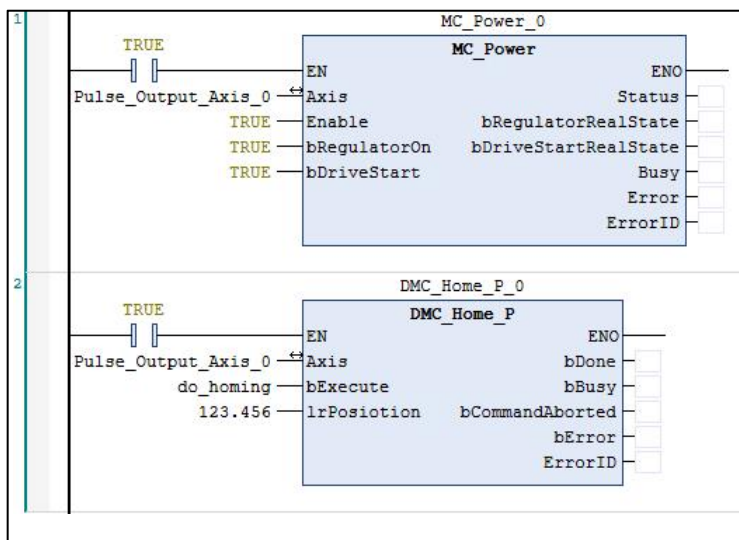 1
MC_Power_0
TRUE
MC_Power
EN ENO
Pulse_Output_Axis_0 Axis Status
TRUE Enable bRegulatorRealState
TRUE bRegulatorOn bDriveStartRealState
TRUE bDriveStart Busy
Error
ErrorID
2
DMC_Home_P_0
TRUE
DMC_Home_P
EN ENO
Pulse_Output_Axis_0 Axis bDone
do_homing bExecute bBusy
123.456 lrPosiotion bCommandAborted
bError
ErrorID